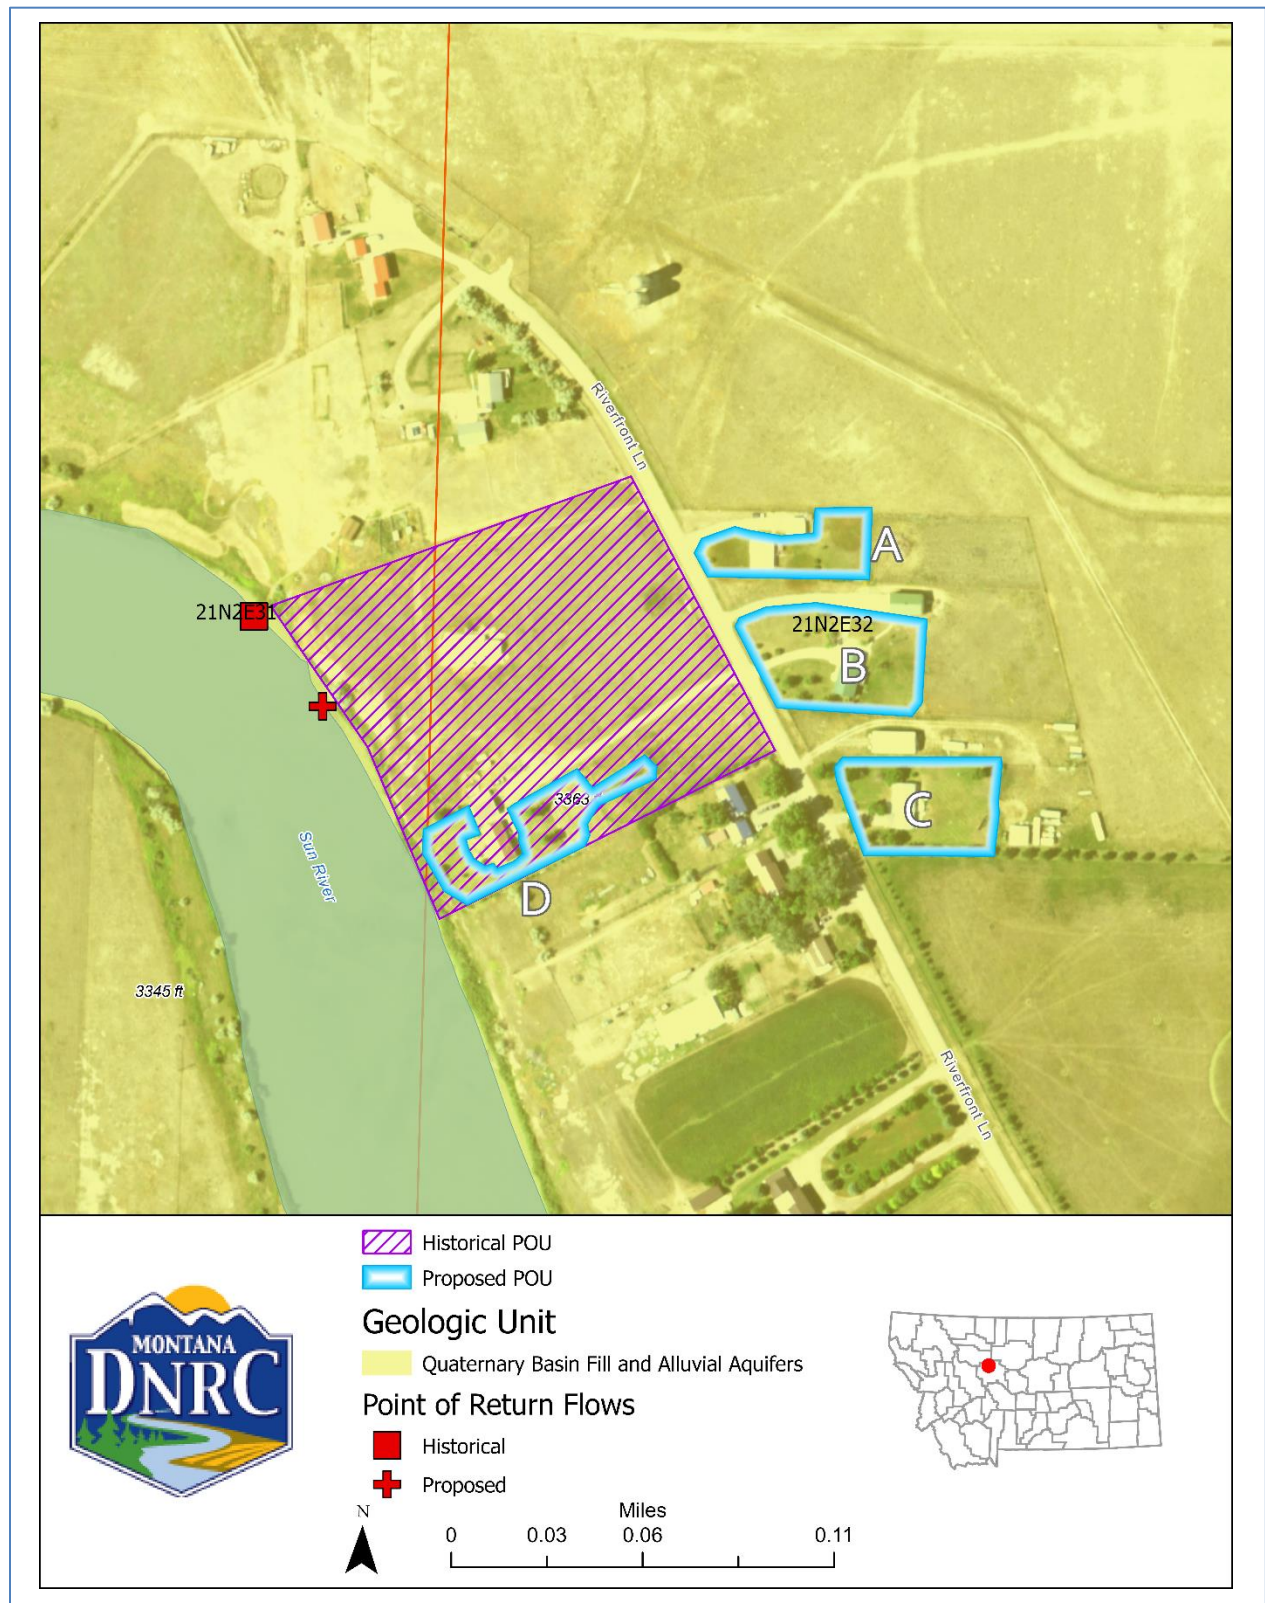 Riverfront Ln
A
21N2E31
21N2E32
B
3363
C
Sun River
D
3345 ft
Riverfront Ln
Historical POU
Proposed POU
Geologic Unit
Quaternary Basin Fill and Alluvial Aquifers
Point of Return Flows
Historical
Proposed
MONTANA
DNRC
N
Miles
0 0.03 0.06 0.11